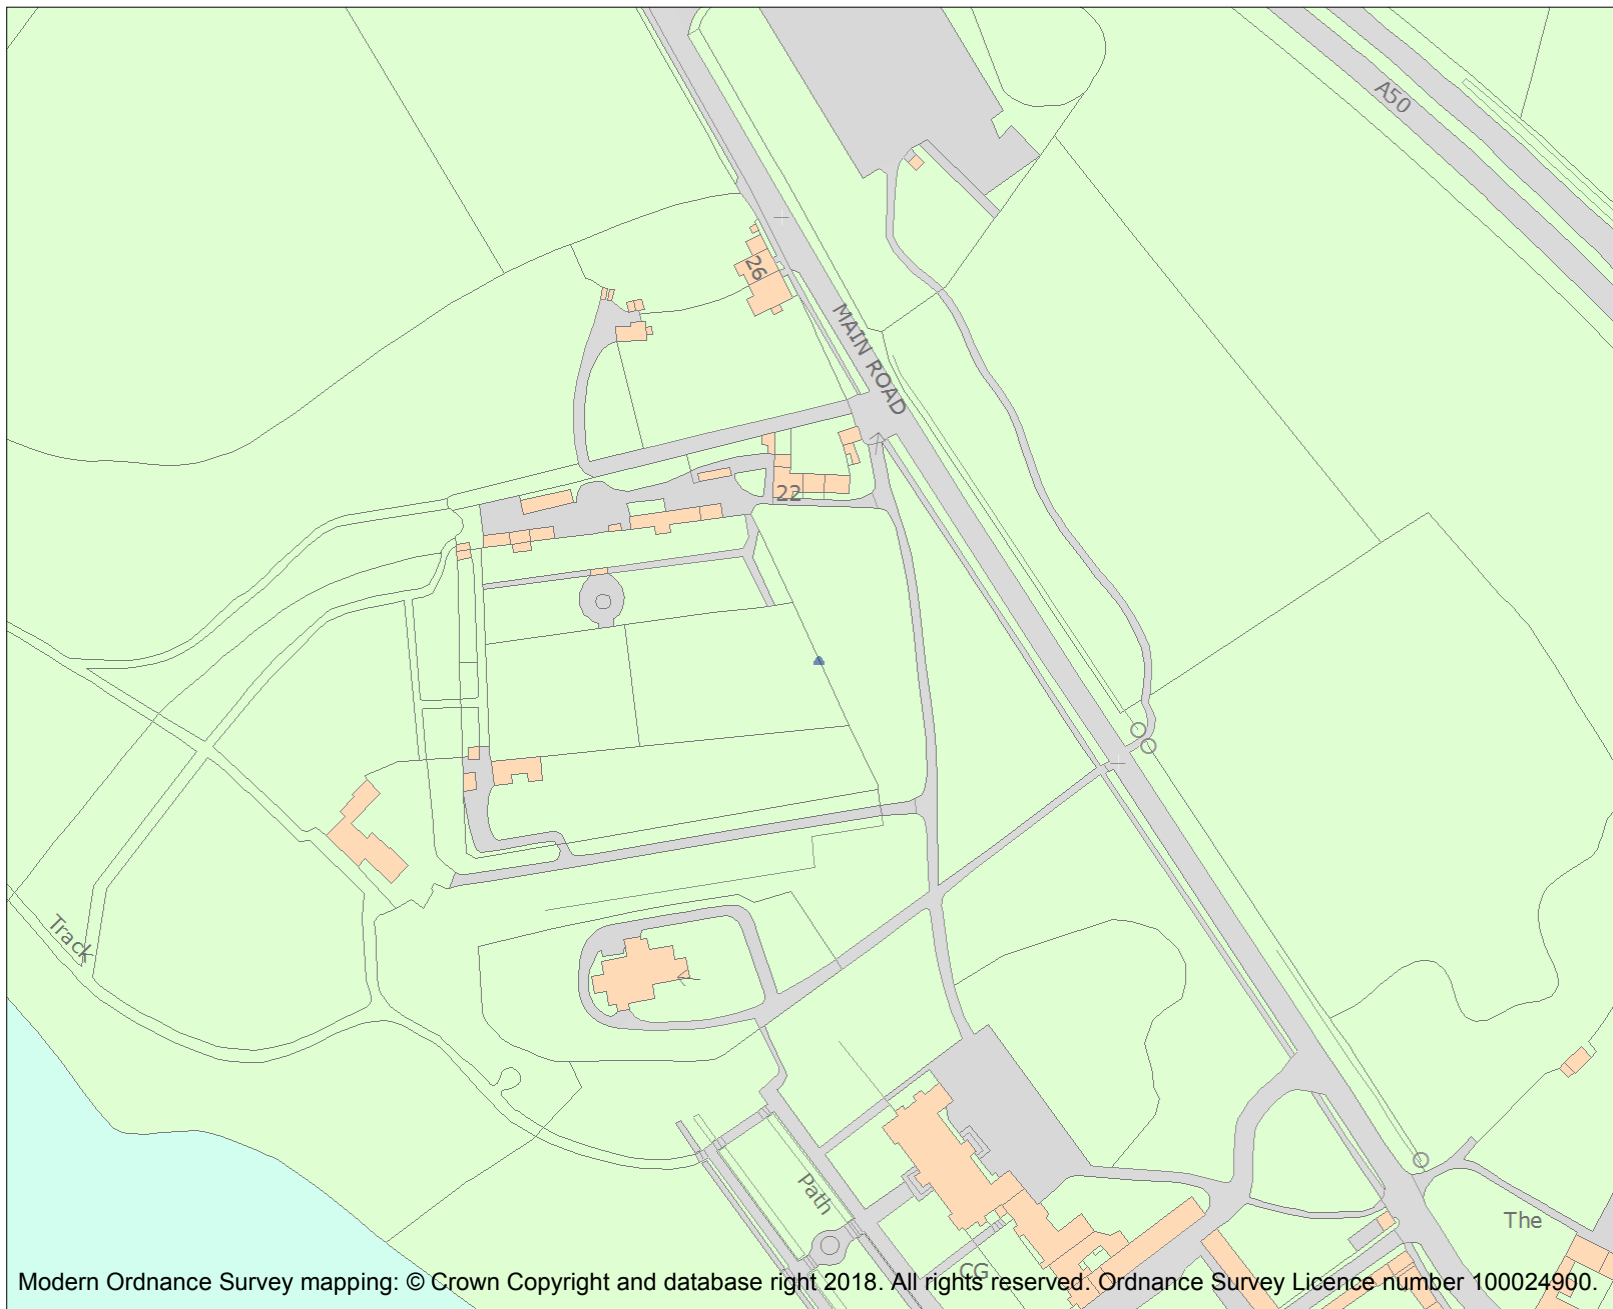 A50
26
MAIN ROAD
22
Track
Path
The
CG
Modern Ordnance Survey mapping: © Crown Copyright and database right 2018. All rights reserved. Ordnance Survey Licence number 100024900.